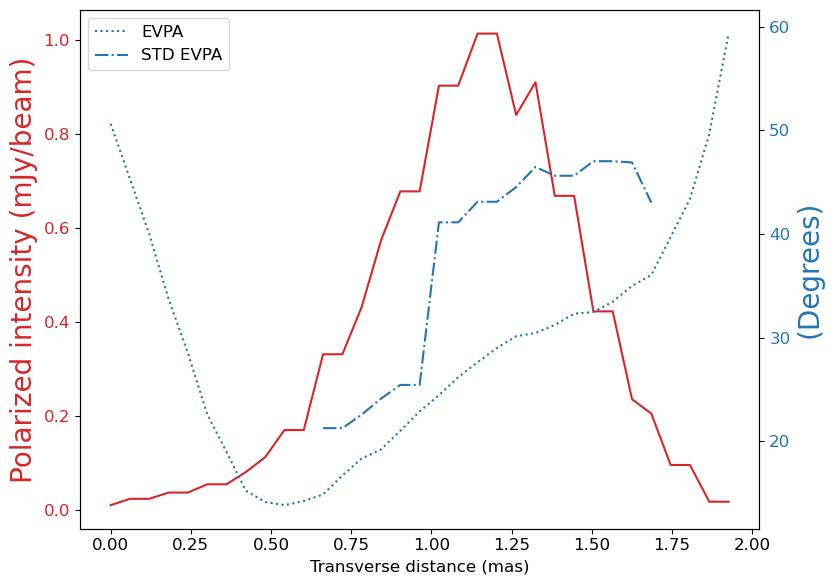 EVPA
STD EVPA
Polarized intensity (mJy/beam)
1.0
0.8
0.6
0.4
0.2
0.0
60
50
40
30
20
(Degrees)
0.00 0.25 0.50 0.75 1.00 1.25 1.50 1.75 2.00
Transverse distance (mas)